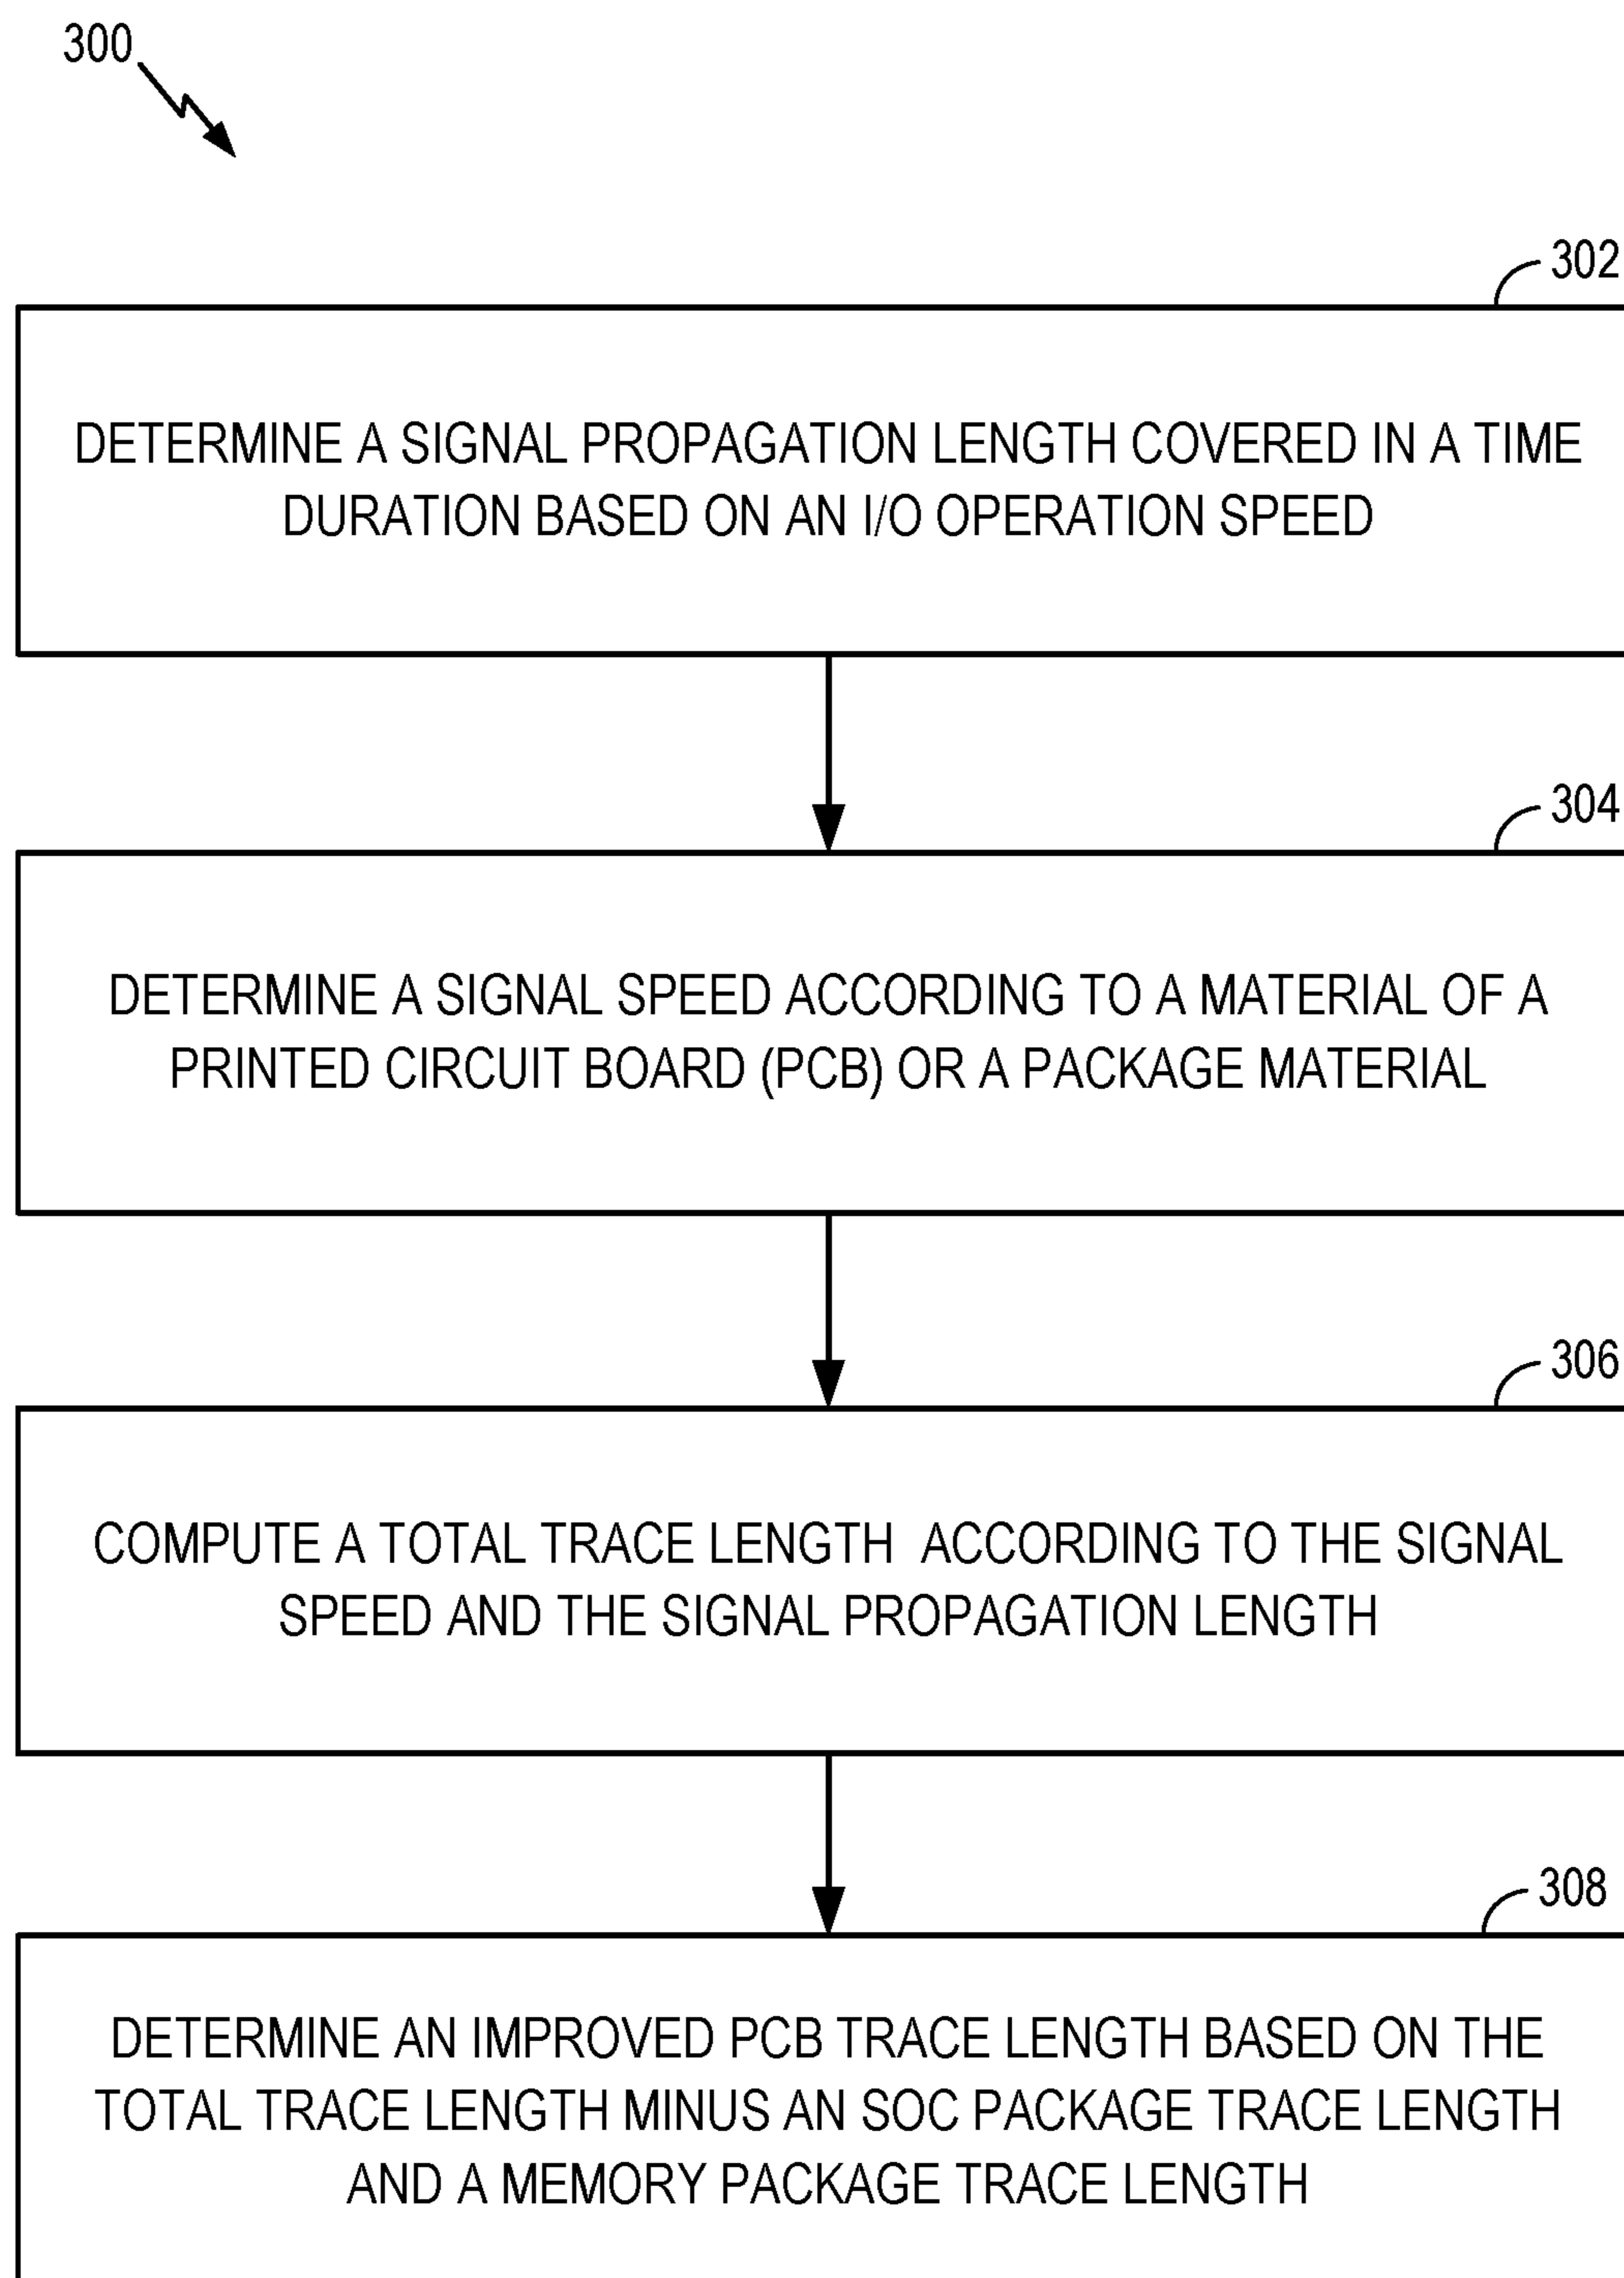 300
302
DETERMINE A SIGNAL PROPAGATION LENGTH COVERED IN A TIME
DURATION BASED ON AN I/O OPERATION SPEED
304
DETERMINE A SIGNAL SPEED ACCORDING TO A MATERIAL OF A
PRINTED CIRCUIT BOARD (PCB) OR A PACKAGE MATERIAL
306
COMPUTE A TOTAL TRACE LENGTH ACCORDING TO THE SIGNAL
SPEED AND THE SIGNAL PROPAGATION LENGTH
308
DETERMINE AN IMPROVED PCB TRACE LENGTH BASED ON THE
TOTAL TRACE LENGTH MINUS AN SOC PACKAGE TRACE LENGTH
AND A MEMORY PACKAGE TRACE LENGTH